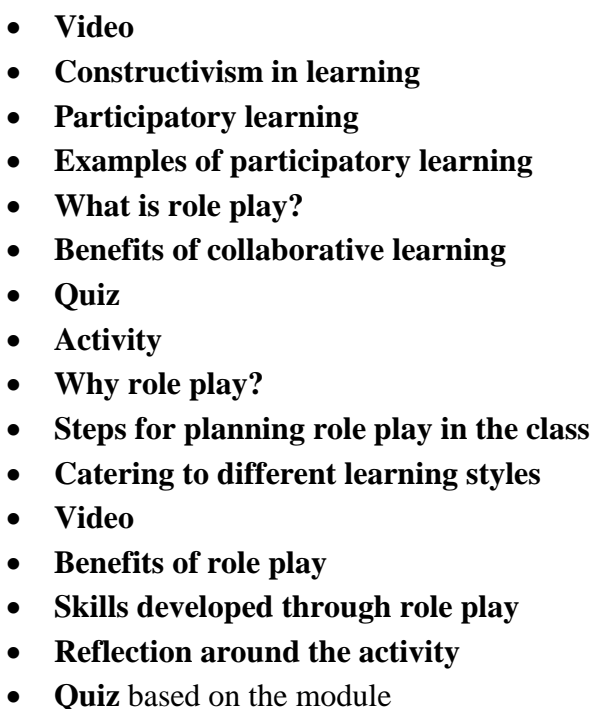 • Video
• Constructivism in learning
• Participatory learning
• Examples of participatory learning
• What is role play?
• Benefits of collaborative learning
• Quiz
• Activity
• Why role play?
• Steps for planning role play in the class
• Catering to different learning styles
• Video
• Benefits of role play
• Skills developed through role play
• Reflection around the activity
• Quiz based on the module